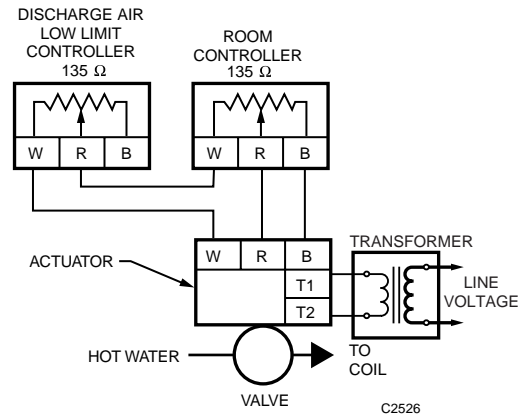 DISCHARGE AIR
LOW LIMIT
CONTROLLER
135 Ω
ROOM
CONTROLLER
135 Ω
W R B
W R B
ACTUATOR
W R B
T1
T2
TRANSFORMER
LINE
VOLTAGE
HOT WATER
TO
COIL
VALVE
C2526